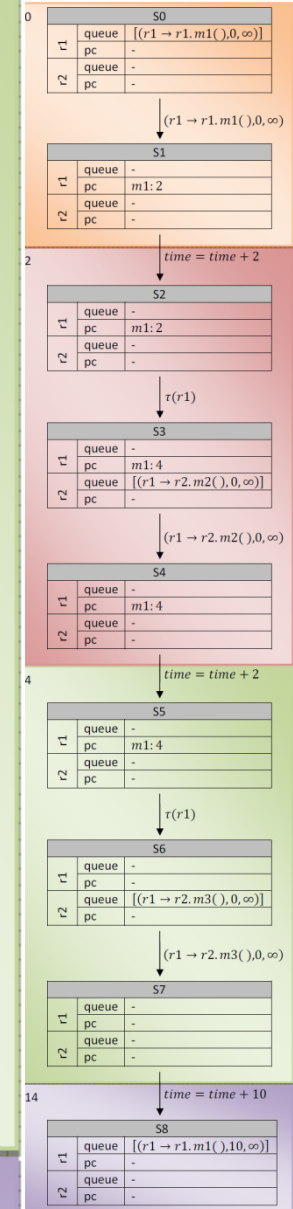 0
S0
r1 queue [(r1 → r1.m1( ),0,∞)]
pc -
r2 queue -
pc -
(r1 → r1.m1( ),0,∞)
S1
r1 queue -
pc m1: 2
r2 queue -
pc -
2
time = time + 2
S2
r1 queue -
pc m1: 2
r2 queue -
pc -
τ(r1)
S3
r1 queue -
pc m1: 4
r2 queue [(r1 → r2.m2( ),0,∞)]
pc -
(r1 → r2.m2( ),0,∞)
S4
r1 queue -
pc m1: 4
r2 queue -
pc -
4
time = time + 2
S5
r1 queue -
pc m1: 4
r2 queue -
pc -
τ(r1)
S6
r1 queue -
pc -
r2 queue [(r1 → r2.m3( ),0,∞)]
pc -
(r1 → r2.m3( ),0,∞)
S7
r1 queue -
pc -
r2 queue -
pc -
14
time = time + 10
S8
r1 queue [(r1 → r1.m1( ),10,∞)]
pc -
r2 queue -
pc -